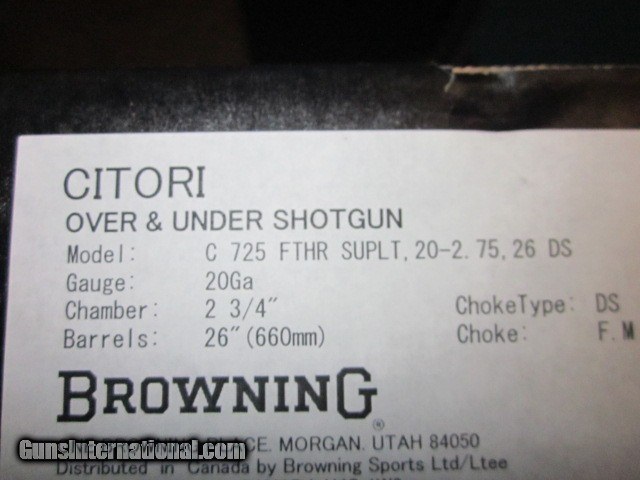 CITORI
OVER & UNDER SHOTGUN
Model: C 725 FTHR SUPLT, 20-2.75, 26 DS
Gauge: 20Ga
Chamber: 2 3/4" ChokeType: DS
Barrels: 26"(660mm) Choke: F.M
BROWNING®
MORGAN, UTAH 84050
GunsInternational.com
Distributed in Canada by Browning Sports Ltd/Ltee